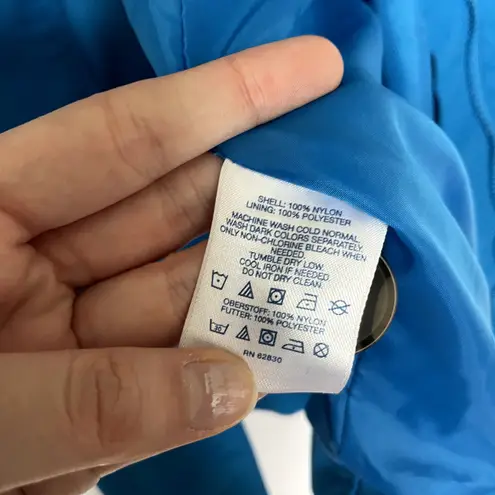 SHELL: 100% NYLON
LINING: 100% POLYESTER
MACHINE WASH COLD NORMAL.
WASH DARK COLORS SEPARATELY.
ONLY NON-CHLORINE BLEACH WHEN
NEEDED.
TUMBLE DRY LOW.
COOL IRON IF NEEDED
DO NOT DRY CLEAN.
OBERSTOFF: 100% NYLON
FUTTER: 100% POLYESTER
RN 62830